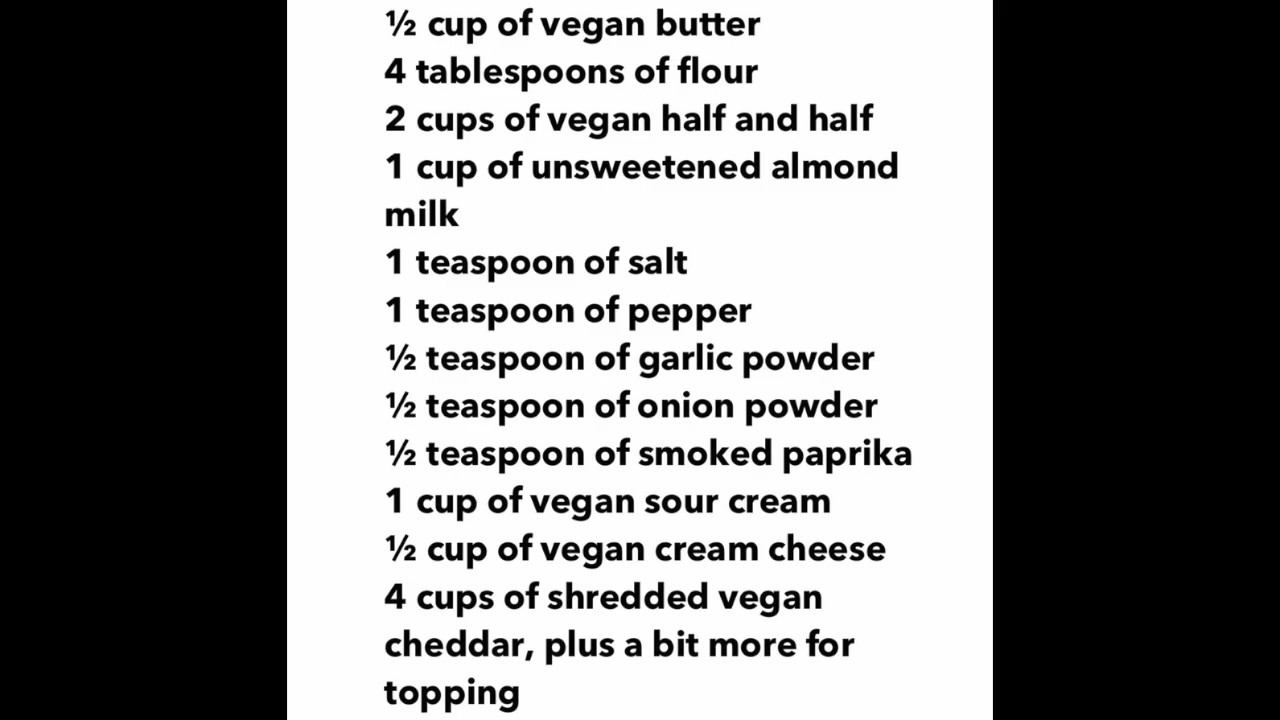 ½ cup of vegan butter
4 tablespoons of flour
2 cups of vegan half and half
1 cup of unsweetened almond
milk
1 teaspoon of salt
1 teaspoon of pepper
½ teaspoon of garlic powder
½ teaspoon of onion powder
½ teaspoon of smoked paprika
1 cup of vegan sour cream
½ cup of vegan cream cheese
4 cups of shredded vegan
cheddar, plus a bit more for
topping